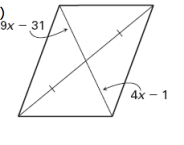 )
9x – 31
4x – 1